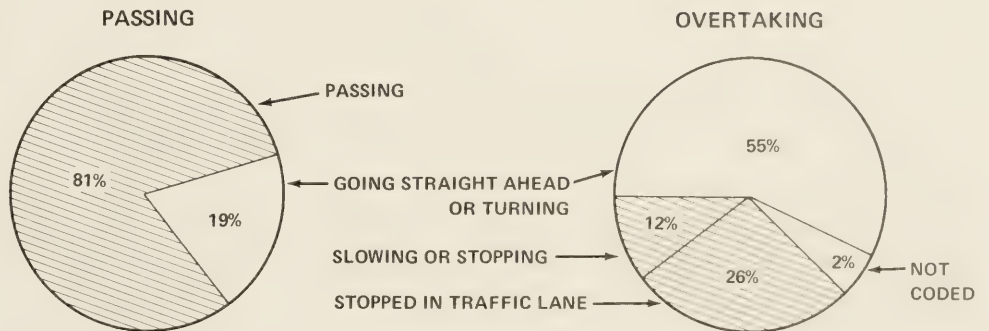 PASSING
OVERTAKING
PASSING
81%
19%
GOING STRAIGHT AHEAD
OR TURNING
SLOWING OR STOPPING
STOPPED IN TRAFFIC LANE
55%
12%
26%
2%
NOT
CODED